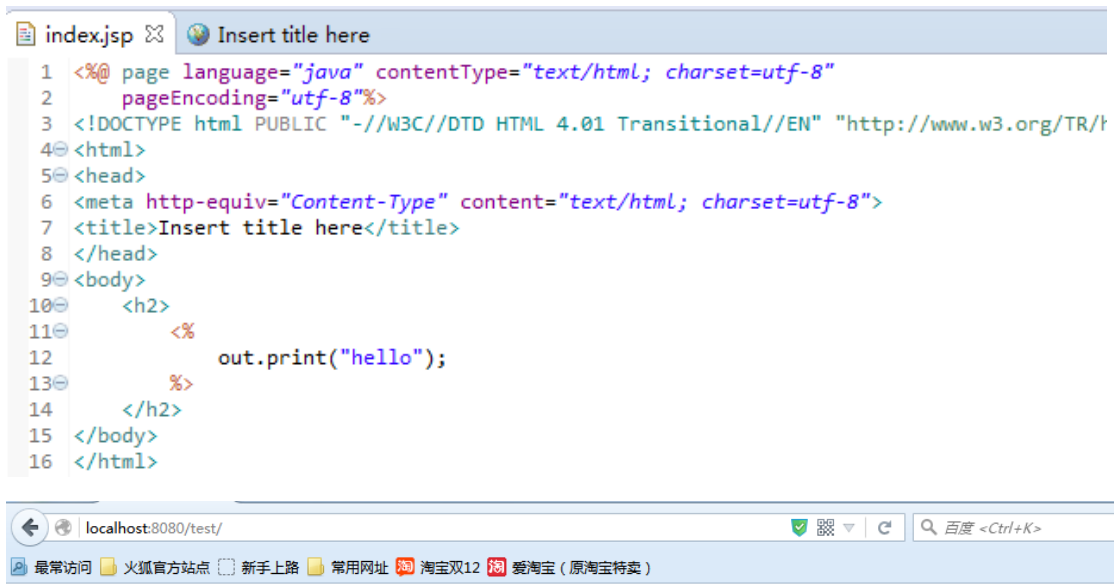 index.jsp Insert title here
1 <%@ page language="java" contentType="text/html; charset=utf-8"
2 pageEncoding="utf-8"%>
3 <!DOCTYPE html PUBLIC "-//W3C//DTD HTML 4.01 Transitional//EN" "http://www.w3.org/TR/h
4 <html>
5 <head>
6 <meta http-equiv="Content-Type" content="text/html; charset=utf-8">
7 <title>Insert title here</title>
8 </head>
9 <body>
10 <h2>
11 <%
12 out.print("hello");
13 %>
14 </h2>
15 </body>
16 </html>
localhost:8080/test/ 百度 <Ctrl+K>
最常访问 火狐官方站点 新手上路 常用网址 淘 淘宝双12 淘 爱淘宝（原淘宝特卖）